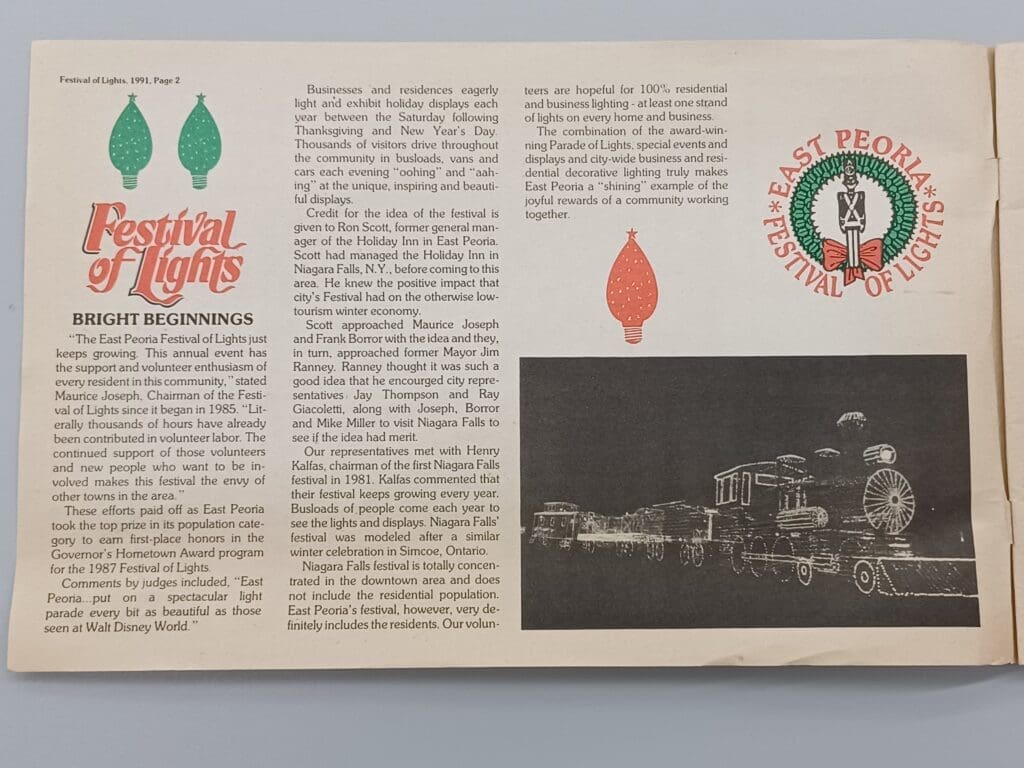 Festival of Lights, 1991, Page 2
Festival
of Lights
BRIGHT BEGINNINGS
"The East Peoria Festival of Lights just
keeps growing. This annual event has
the support and volunteer enthusiasm of
every resident in this community," stated
Maurice Joseph, Chairman of the Festi-
val of Lights since it began in 1985. "Lit-
erally thousands of hours have already
been contributed in volunteer labor. The
continued support of those volunteers
and new people who want to be in-
volved makes this festival the envy of
other towns in the area."
These efforts paid off as East Peoria
took the top prize in its population cate-
gory to earn first-place honors in the
Governor's Hometown Award program
for the 1987 Festival of Lights.
Comments by judges included, "East
Peoria...put on a spectacular light
parade every bit as beautiful as those
seen at Walt Disney World."
Businesses and residences eagerly
light and exhibit holiday displays each
year between the Saturday following
Thanksgiving and New Year's Day.
Thousands of visitors drive throughout
the community in busloads, vans and
cars each evening "oohing" and "aah-
ing" at the unique, inspiring and beauti-
ful displays.
Credit for the idea of the festival is
given to Ron Scott, former general man-
ager of the Holiday Inn in East Peoria.
Scott had managed the Holiday Inn in
Niagara Falls, N.Y., before coming to this
area. He knew the positive impact that
city's Festival had on the otherwise low-
tourism winter economy.
Scott approached Maurice Joseph
and Frank Borror with the idea and they,
in turn, approached former Mayor Jim
Ranney. Ranney thought it was such a
good idea that he encourged city repre-
sentatives Jay Thompson and Ray
Giacoletti, along with Joseph, Borror
and Mike Miller to visit Niagara Falls to
see if the idea had merit.
Our representatives met with Henry
Kalfas, chairman of the first Niagara Falls
festival in 1981. Kalfas commented that
their festival keeps growing every year.
Busloads of people come each year to
see the lights and displays. Niagara Falls'
festival was modeled after a similar
winter celebration in Simcoe, Ontario.
Niagara Falls festival is totally concen-
trated in the downtown area and does
not include the residential population.
East Peoria's festival, however, very de-
finitely includes the residents. Our volun-
teers are hopeful for 100% residential
and business lighting - at least one strand
of lights on every home and business.
The combination of the award-win-
ning Parade of Lights, special events and
displays and city-wide business and resi-
dential decorative lighting truly makes
East Peoria a "shining" example of the
joyful rewards of a community working
together.
*EAST PEORIA*
FESTIVAL OF LIGHTS